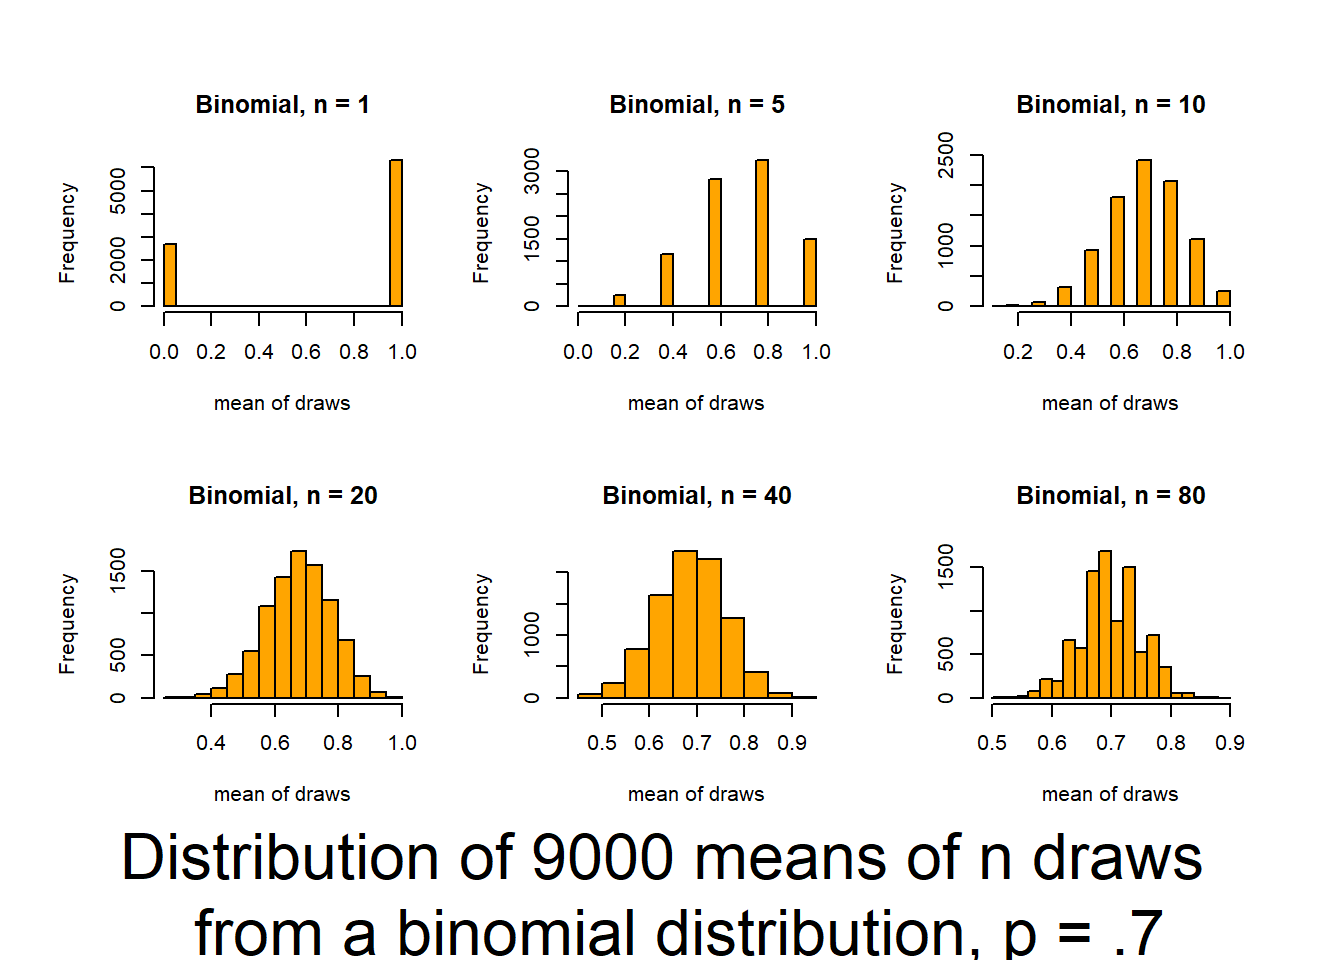 Binomial, n = 1
Frequency
0 2000 5000
0.0 0.2 0.4 0.6 0.8 1.0
mean of draws
Binomial, n = 5
Frequency
0 1500 3000
0.0 0.2 0.4 0.6 0.8 1.0
mean of draws
Binomial, n = 10
Frequency
0 1000 2500
0.2 0.4 0.6 0.8 1.0
mean of draws
Binomial, n = 20
Frequency
0 500 1500
0.4 0.6 0.8 1.0
mean of draws
Binomial, n = 40
Frequency
0 1000
0.5 0.6 0.7 0.8 0.9
mean of draws
Binomial, n = 80
Frequency
0 500 1500
0.5 0.6 0.7 0.8 0.9
mean of draws
Distribution of 9000 means of n draws
from a binomial distribution, p = .7